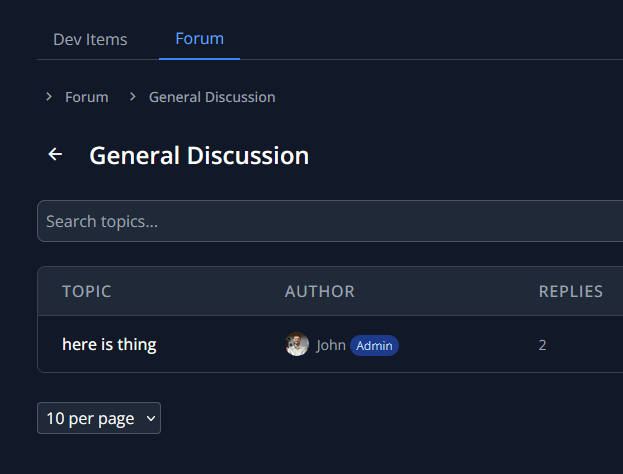 Dev Items Forum
Forum General Discussion
General Discussion
Search topics...
TOPIC AUTHOR REPLIES
here is thing John Admin 2
10 per page